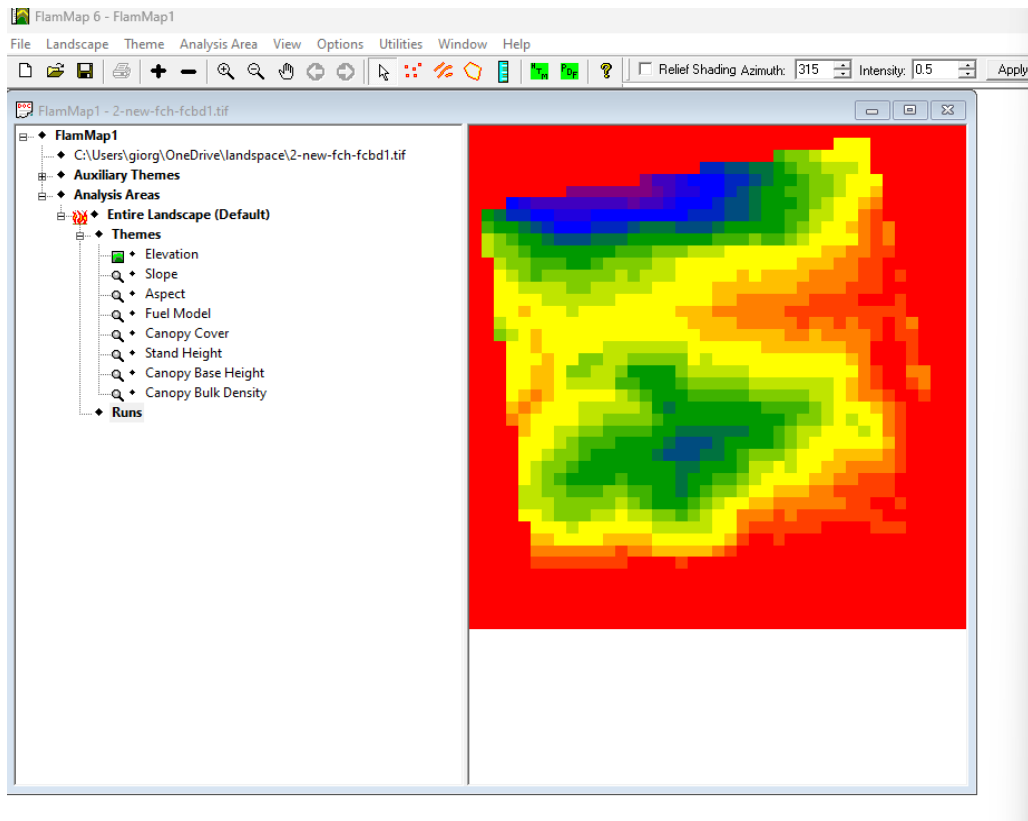 FlamMap 6 - FlamMap1
File Landscape Theme Analysis Area View Options Utilities Window Help
Relief Shading Azimuth: 315 Intensity: 0.5 Apply
FlamMap1 - 2-new-fch-fcbd1.tif
FlamMap1
C:\Users\giorg\OneDrive\landspace\2-new-fch-fcbd1.tif
Auxiliary Themes
Analysis Areas
Entire Landscape (Default)
Themes
Elevation
Slope
Aspect
Fuel Model
Canopy Cover
Stand Height
Canopy Base Height
Canopy Bulk Density
Runs